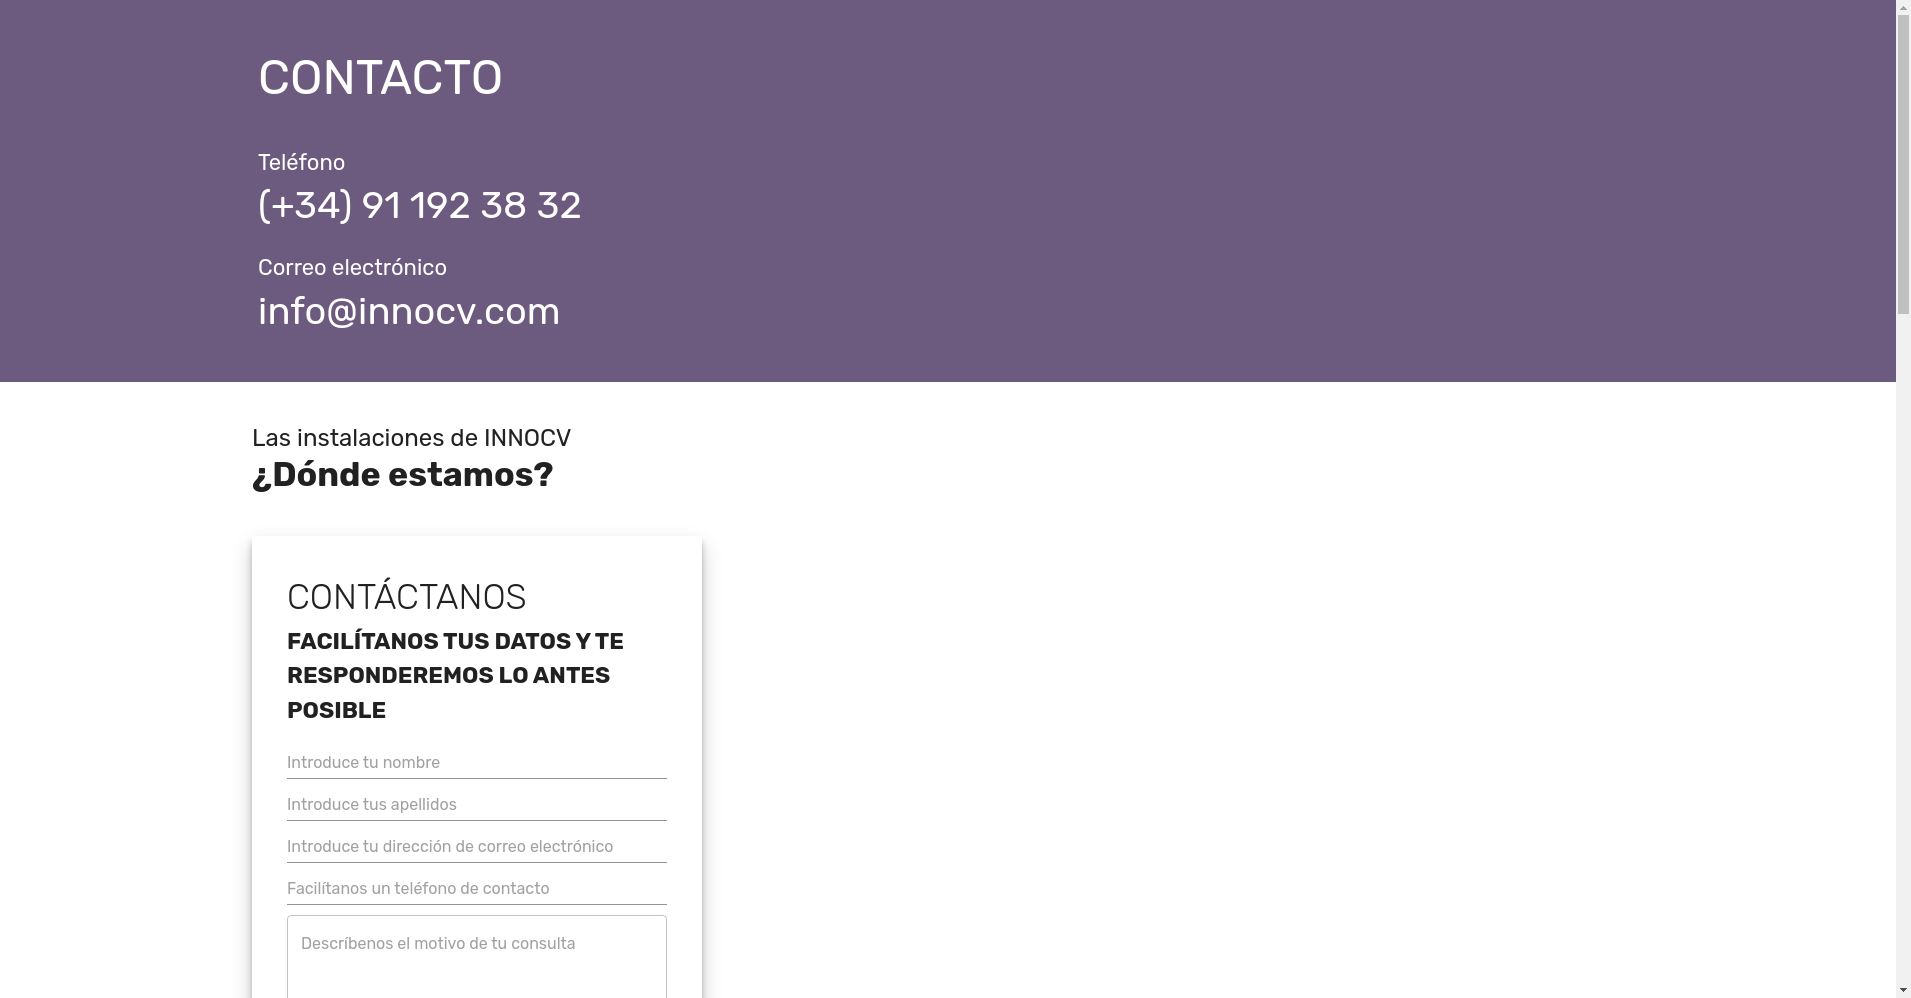 CONTACTO
Teléfono
(+34) 91 192 38 32
Correo electrónico
info@innocv.com
Las instalaciones de INNOCV
¿Dónde estamos?
CONTÁCTANOS
FACILÍTANOS TUS DATOS Y TE
RESPONDEREMOS LO ANTES
POSIBLE
Introduce tu nombre
Introduce tus apellidos
Introduce tu dirección de correo electrónico
Facilítanos un teléfono de contacto
Descríbenos el motivo de tu consulta